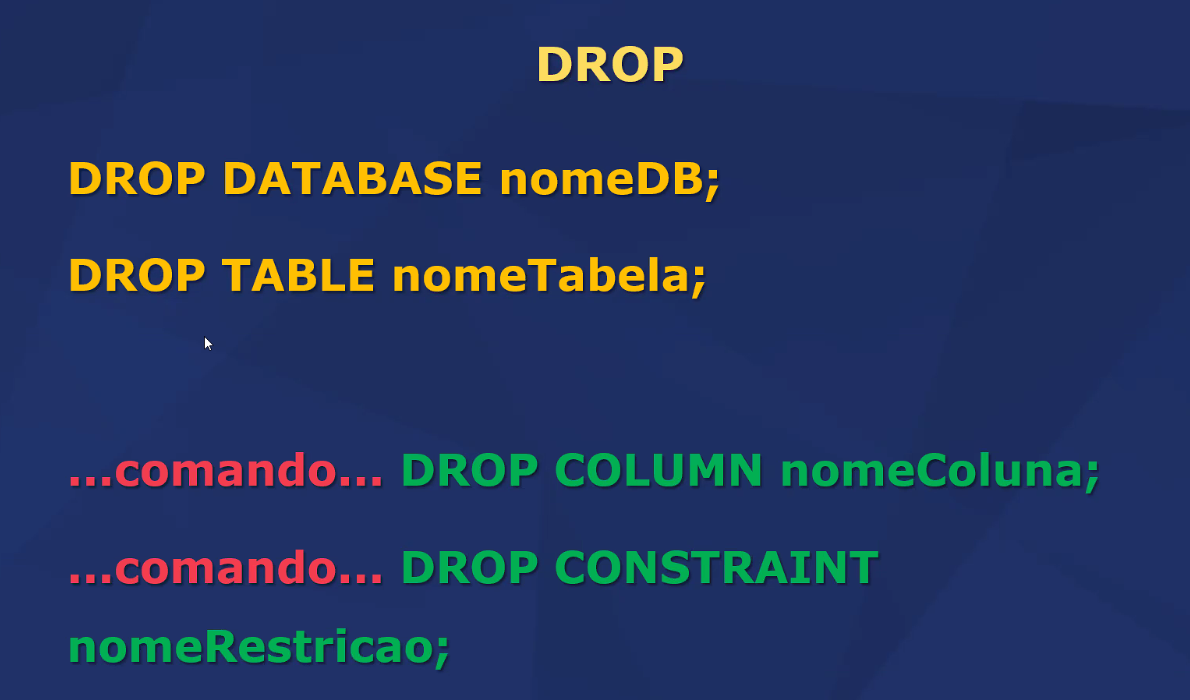 DROP
DROP DATABASE nomeDB;
DROP TABLE nomeTabela;
...comando... DROP COLUMN nomeColuna;
...comando... DROP CONSTRAINT
nomeRestricao;